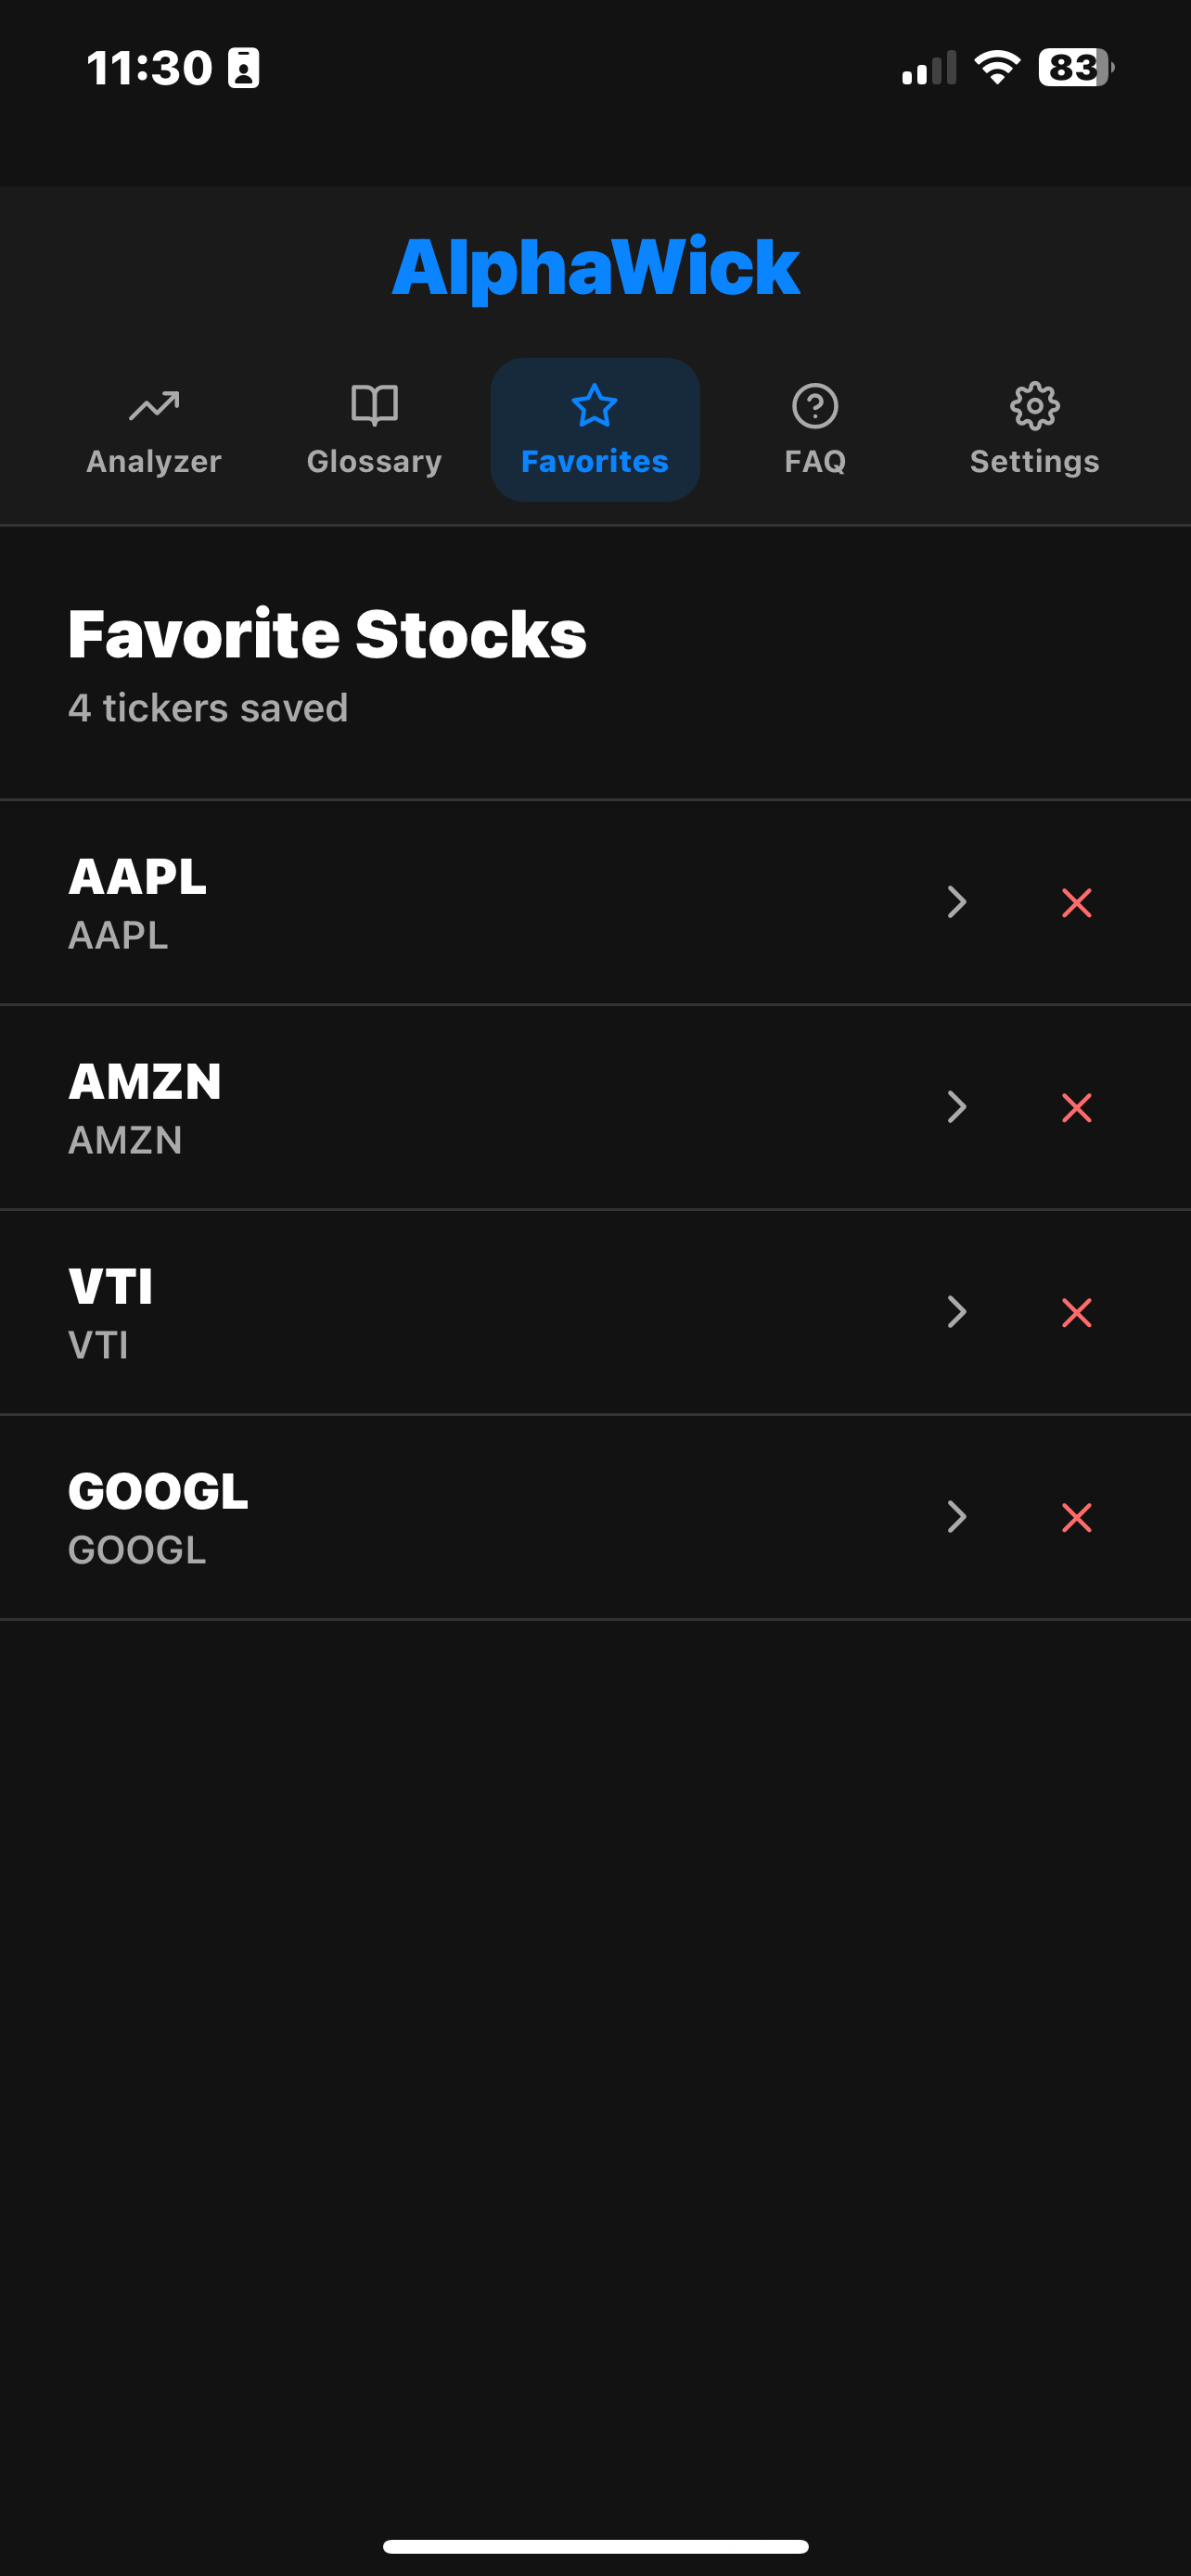 11:30
83
AlphaWick
Analyzer Glossary Favorites FAQ Settings
Favorite Stocks
4 tickers saved
AAPL
AAPL
AMZN
AMZN
VTI
VTI
GOOGL
GOOGL